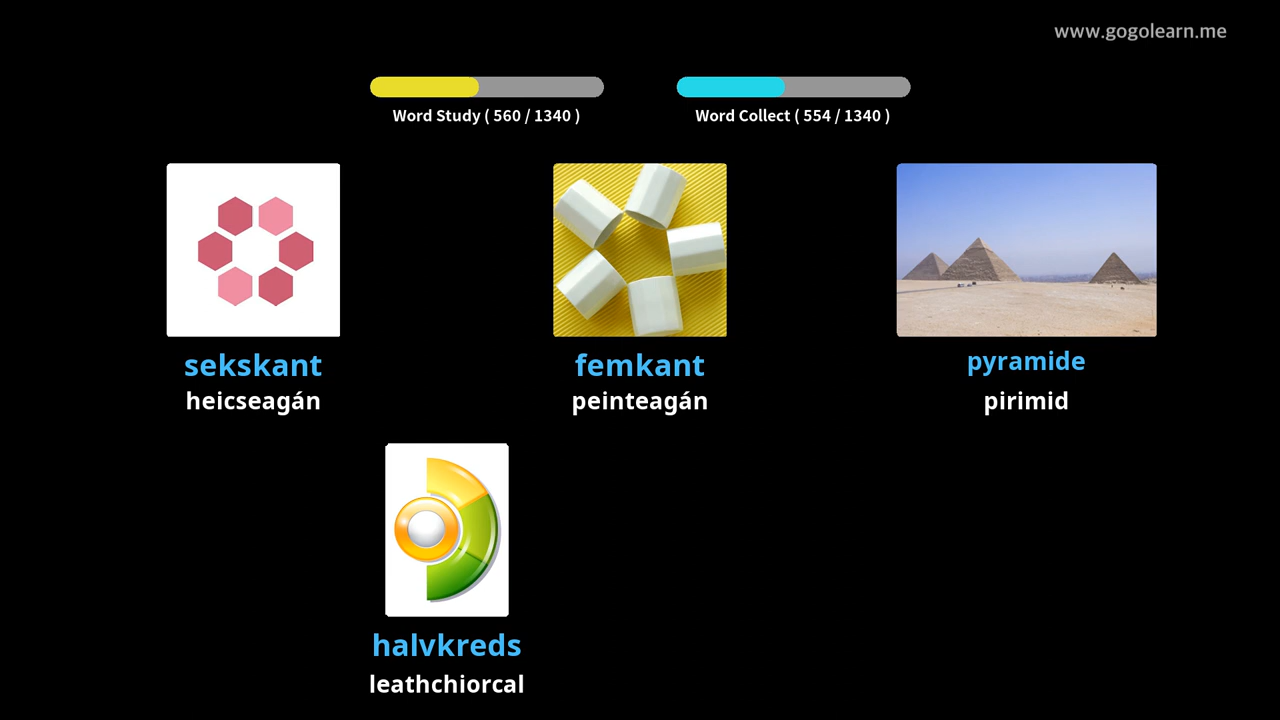 www.gogolearn.me
Word Study ( 560 / 1340 )
Word Collect ( 554 / 1340 )
sekskant
heicseagán
femkant
peinteagán
pyramide
pirimid
halvkreds
leathchiorcal